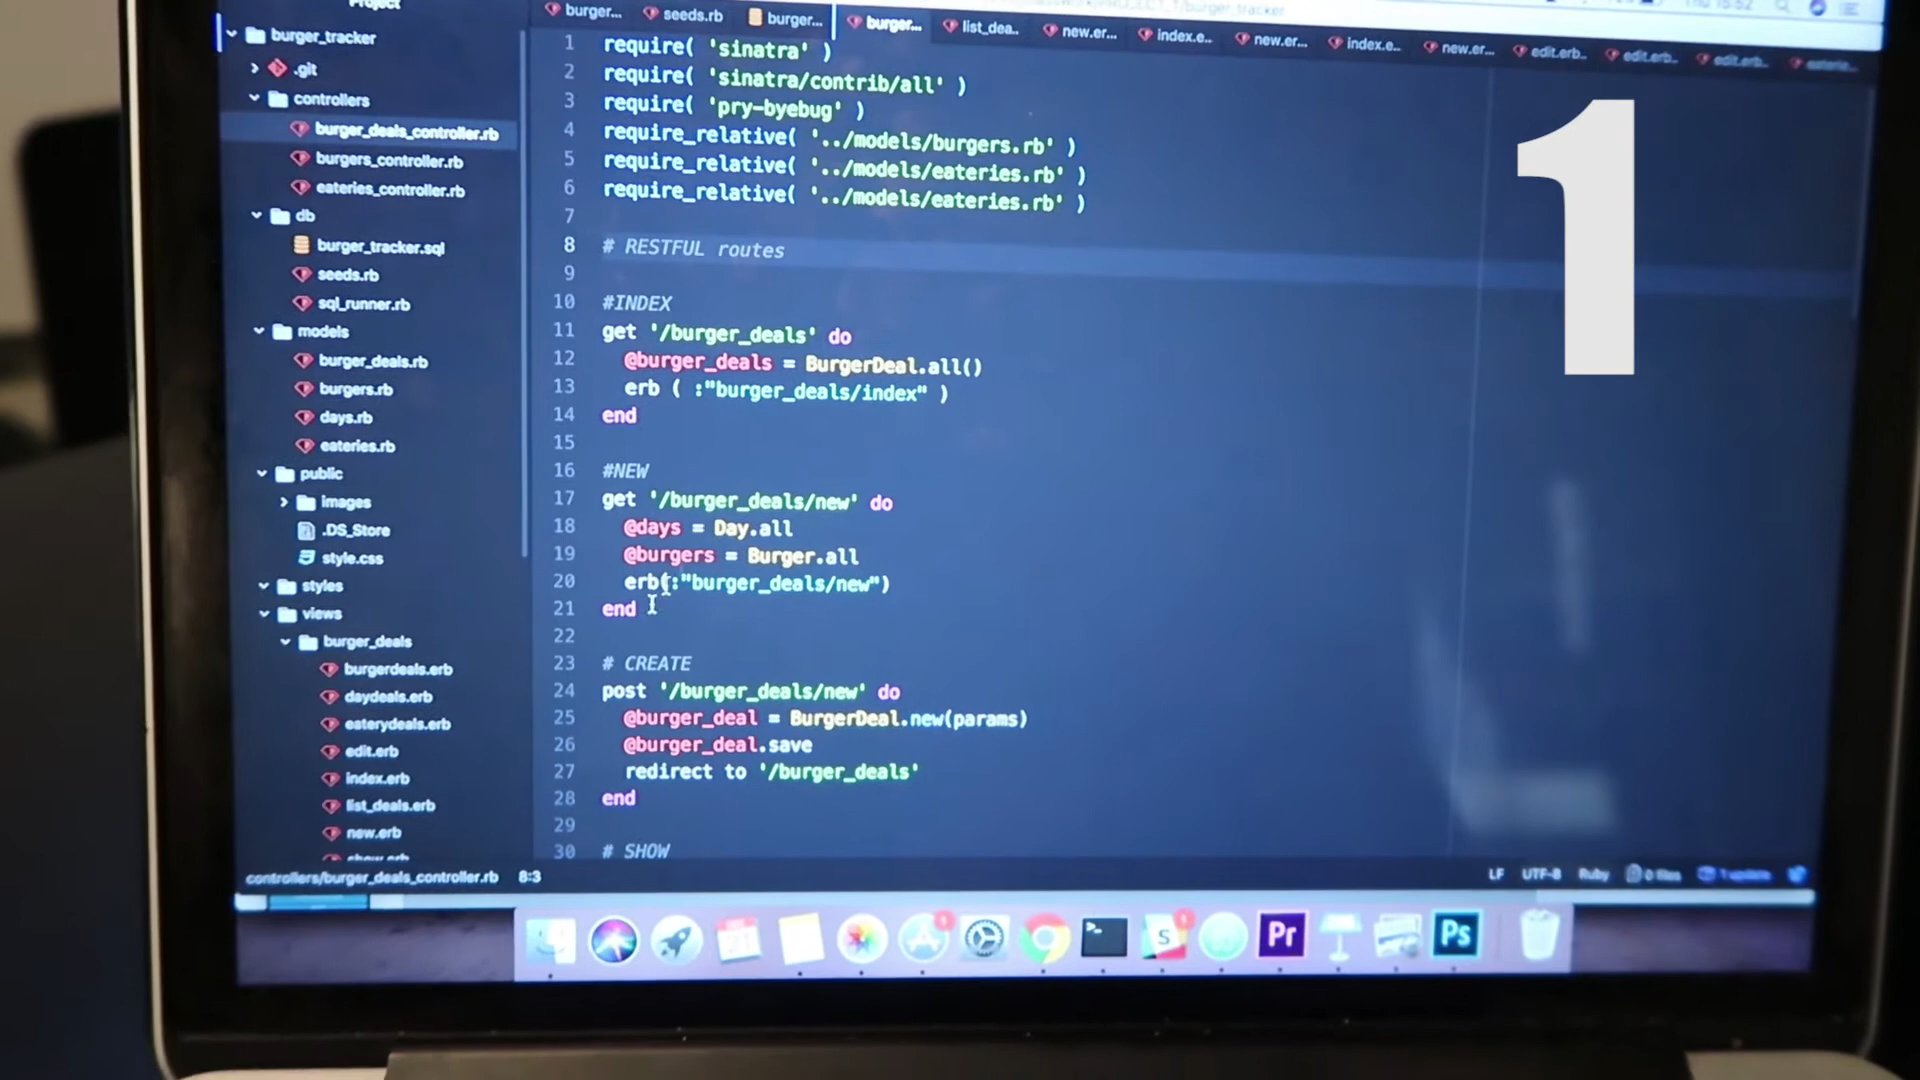 Project
burger_tracker
.git
controllers
burger_deals_controller.rb
burgers_controller.rb
eateries_controller.rb
db
burger_tracker.sql
seeds.rb
sql_runner.rb
models
burger_deals.rb
burgers.rb
days.rb
eateries.rb
public
images
.DS_Store
style.css
styles
views
burger_deals
burgerdeals.erb
daydeals.erb
eaterydeals.erb
edit.erb
index.erb
list_deals.erb
new.erb
show.erb
burger... seeds.rb burger... burger... list_dea.. new.er... index.e.. new.er... index.e.. new.er... edit.erb.. edit.erb.. edit.erb..
1 require( 'sinatra' )
2 require( 'sinatra/contrib/all' )
3 require( 'pry-byebug' )
4 require_relative( '../models/burgers.rb' )
5 require_relative( '../models/eateries.rb' )
6 require_relative( '../models/eateries.rb' )
7
8 # RESTFUL routes
9
10 #INDEX
11 get '/burger_deals' do
12 @burger_deals = BurgerDeal.all()
13 erb ( :"burger_deals/index" )
14 end
15
16 #NEW
17 get '/burger_deals/new' do
18 @days = Day.all
19 @burgers = Burger.all
20 erb(:"burger_deals/new")
21 end
22
23 # CREATE
24 post '/burger_deals/new' do
25 @burger_deal = BurgerDeal.new(params)
26 @burger_deal.save
27 redirect to '/burger_deals'
28 end
29
30 # SHOW
1
controllers/burger_deals_controller.rb 8:3
LF UTF-8 Ruby 0 files 1 update
21
>_
S
Pr
Ps